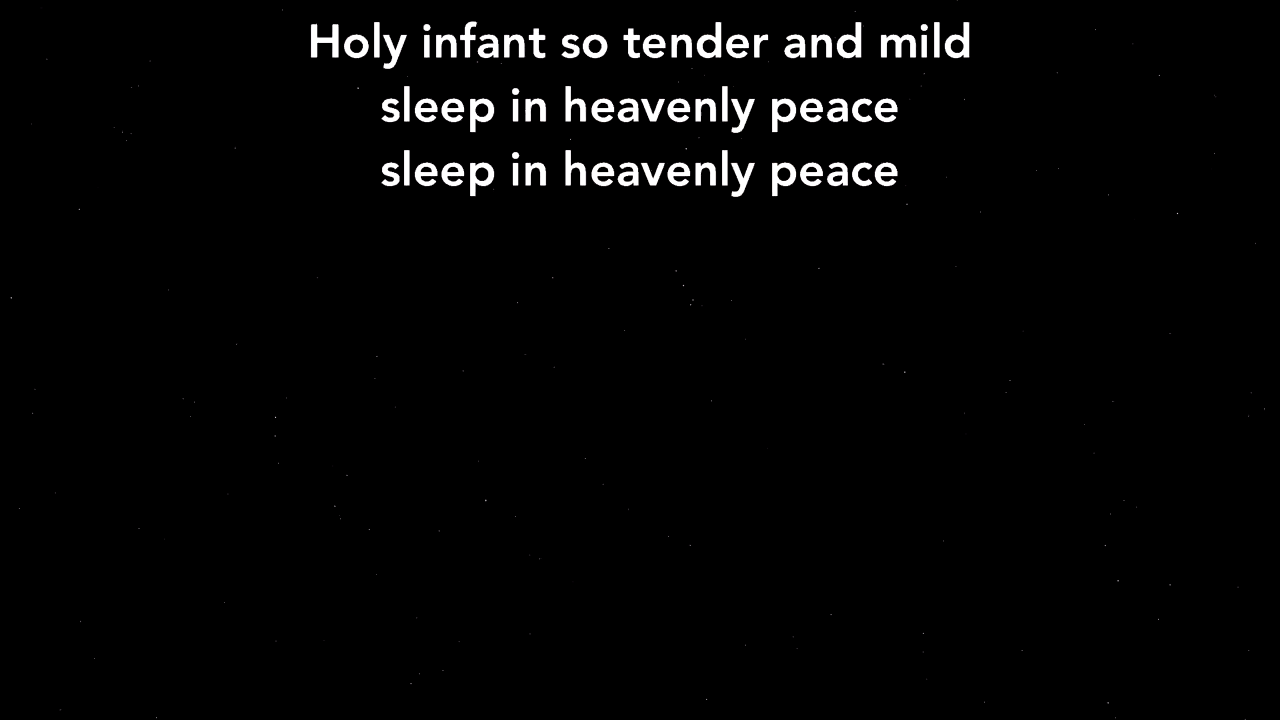 Holy infant so tender and mild
sleep in heavenly peace
sleep in heavenly peace